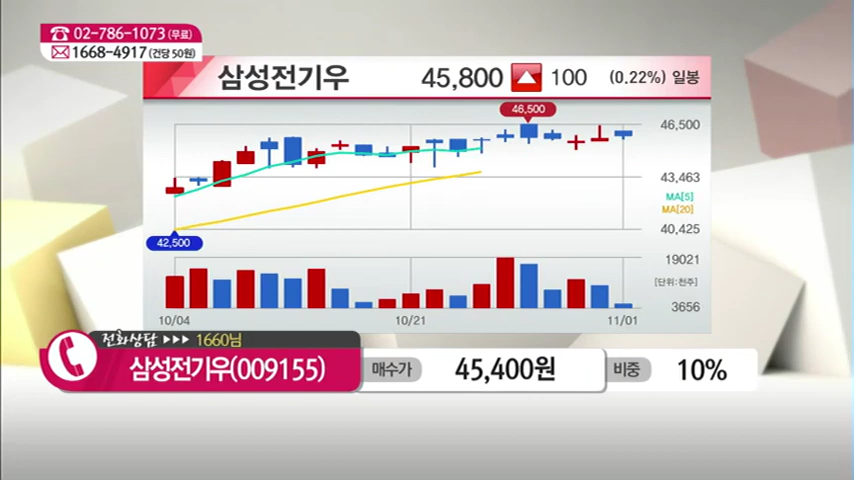 02-786-1073 (무료)
1668-4917 (건당 50원)
삼성전기우 45,800 100 (0.22%) 일봉
46,500
46,500
43,463
MA[5]
MA[20]
40,425
42,500
19021
[단위:천주]
3656
10/04 10/21 11/01
전화상담 1660님
삼성전기우(009155) 매수가 45,400원 비중 10%